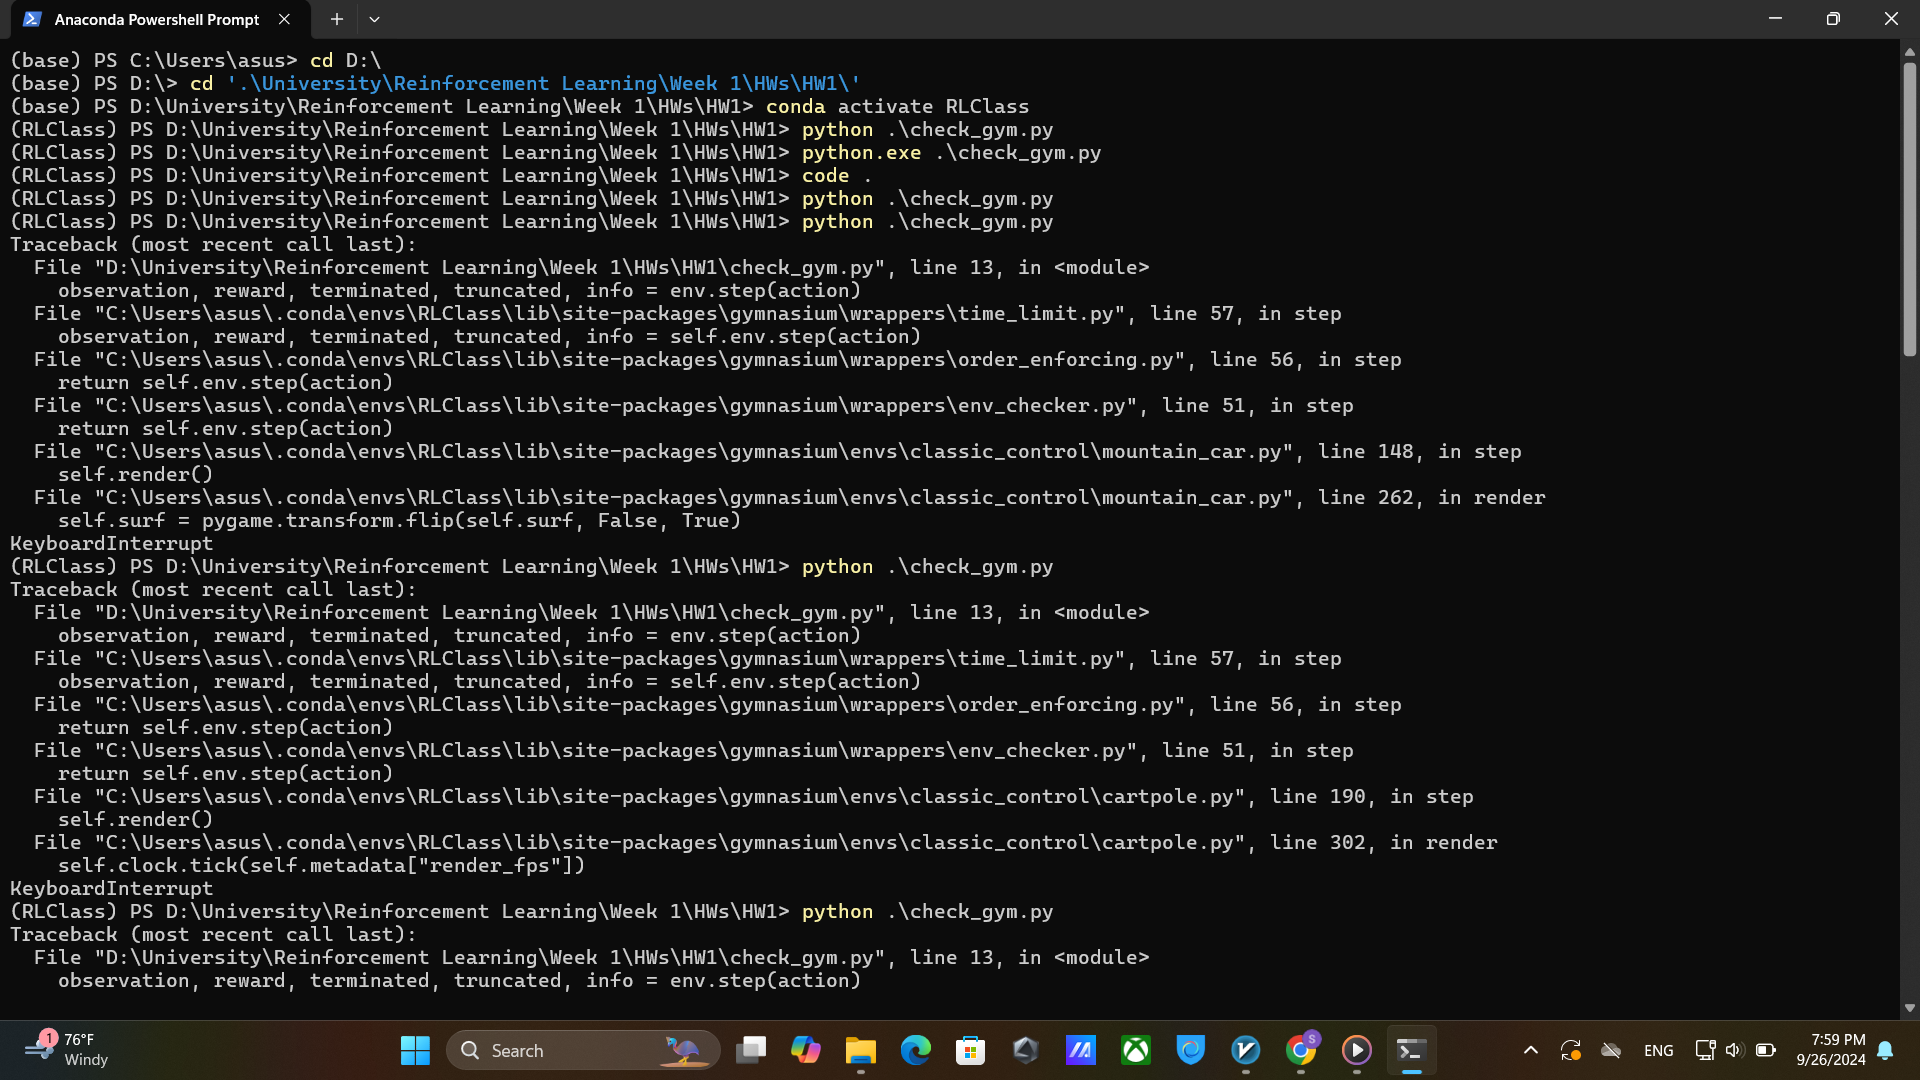 Anaconda Powershell Prompt
(base) PS C:\Users\asus> cd D:\
(base) PS D:\> cd '.\University\Reinforcement Learning\Week 1\HWs\HW1\'
(base) PS D:\University\Reinforcement Learning\Week 1\HWs\HW1> conda activate RLClass
(RLClass) PS D:\University\Reinforcement Learning\Week 1\HWs\HW1> python .\check_gym.py
(RLClass) PS D:\University\Reinforcement Learning\Week 1\HWs\HW1> python.exe .\check_gym.py
(RLClass) PS D:\University\Reinforcement Learning\Week 1\HWs\HW1> code .
(RLClass) PS D:\University\Reinforcement Learning\Week 1\HWs\HW1> python .\check_gym.py
(RLClass) PS D:\University\Reinforcement Learning\Week 1\HWs\HW1> python .\check_gym.py
Traceback (most recent call last):
  File "D:\University\Reinforcement Learning\Week 1\HWs\HW1\check_gym.py", line 13, in <module>
    observation, reward, terminated, truncated, info = env.step(action)
  File "C:\Users\asus\.conda\envs\RLClass\lib\site-packages\gymnasium\wrappers\time_limit.py", line 57, in step
    observation, reward, terminated, truncated, info = self.env.step(action)
  File "C:\Users\asus\.conda\envs\RLClass\lib\site-packages\gymnasium\wrappers\order_enforcing.py", line 56, in step
    return self.env.step(action)
  File "C:\Users\asus\.conda\envs\RLClass\lib\site-packages\gymnasium\wrappers\env_checker.py", line 51, in step
    return self.env.step(action)
  File "C:\Users\asus\.conda\envs\RLClass\lib\site-packages\gymnasium\envs\classic_control\mountain_car.py", line 148, in step
    self.render()
  File "C:\Users\asus\.conda\envs\RLClass\lib\site-packages\gymnasium\envs\classic_control\mountain_car.py", line 262, in render
    self.surf = pygame.transform.flip(self.surf, False, True)
KeyboardInterrupt
(RLClass) PS D:\University\Reinforcement Learning\Week 1\HWs\HW1> python .\check_gym.py
Traceback (most recent call last):
  File "D:\University\Reinforcement Learning\Week 1\HWs\HW1\check_gym.py", line 13, in <module>
    observation, reward, terminated, truncated, info = env.step(action)
  File "C:\Users\asus\.conda\envs\RLClass\lib\site-packages\gymnasium\wrappers\time_limit.py", line 57, in step
    observation, reward, terminated, truncated, info = self.env.step(action)
  File "C:\Users\asus\.conda\envs\RLClass\lib\site-packages\gymnasium\wrappers\order_enforcing.py", line 56, in step
    return self.env.step(action)
  File "C:\Users\asus\.conda\envs\RLClass\lib\site-packages\gymnasium\wrappers\env_checker.py", line 51, in step
    return self.env.step(action)
  File "C:\Users\asus\.conda\envs\RLClass\lib\site-packages\gymnasium\envs\classic_control\cartpole.py", line 190, in step
    self.render()
  File "C:\Users\asus\.conda\envs\RLClass\lib\site-packages\gymnasium\envs\classic_control\cartpole.py", line 302, in render
    self.clock.tick(self.metadata["render_fps"])
KeyboardInterrupt
(RLClass) PS D:\University\Reinforcement Learning\Week 1\HWs\HW1> python .\check_gym.py
Traceback (most recent call last):
  File "D:\University\Reinforcement Learning\Week 1\HWs\HW1\check_gym.py", line 13, in <module>
    observation, reward, terminated, truncated, info = env.step(action)
1
76°F
Windy
Search
S
ENG
7:59 PM
9/26/2024